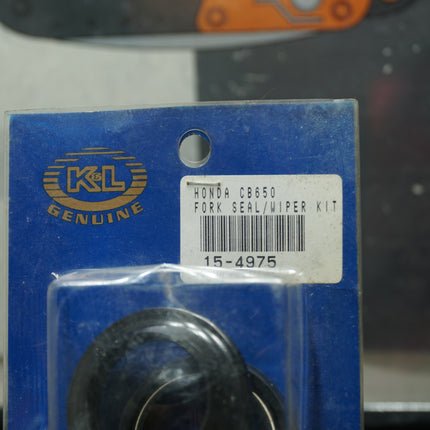 K&L
GENUINE
HONDA CB650
FORK SEAL/WIPER KIT
15-4975